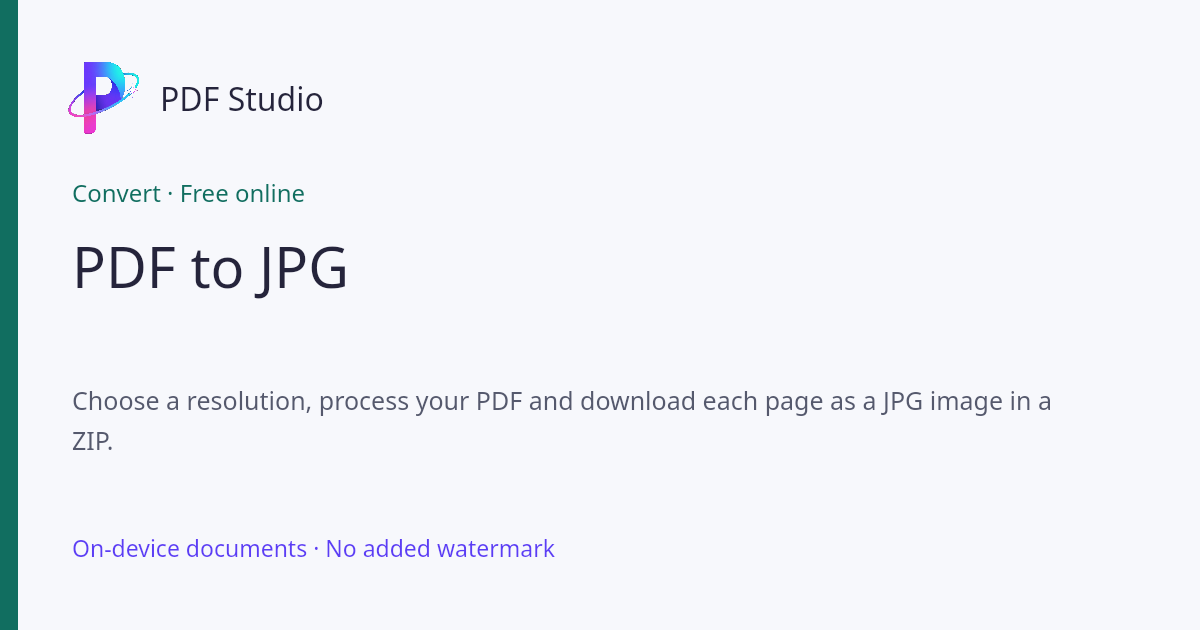 PDF Studio
Convert · Free online
PDF to JPG
Choose a resolution, process your PDF and download each page as a JPG image in a
ZIP.
On-device documents · No added watermark